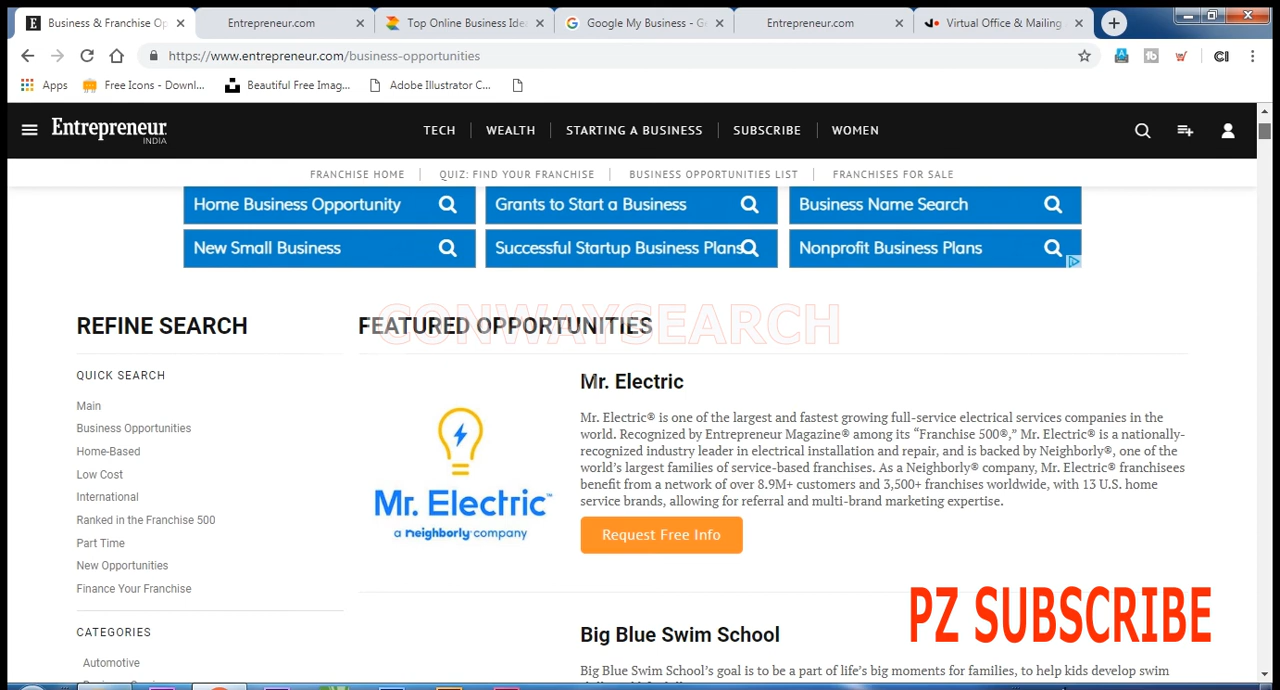 Business & Franchise Op
Entrepreneur.com
Top Online Business Ide
Google My Business - G
Entrepreneur.com
Virtual Office & Mailing
https://www.entrepreneur.com/business-opportunities
Apps
Free Icons - Downl...
Beautiful Free Imag...
Adobe Illustrator C...
Entrepreneur
INDIA
TECH
WEALTH
STARTING A BUSINESS
SUBSCRIBE
WOMEN
FRANCHISE HOME
QUIZ: FIND YOUR FRANCHISE
BUSINESS OPPORTUNITIES LIST
FRANCHISES FOR SALE
Home Business Opportunity
Grants to Start a Business
Business Name Search
New Small Business
Successful Startup Business Plans
Nonprofit Business Plans
CONWAYSEARCH
REFINE SEARCH
QUICK SEARCH
Main
Business Opportunities
Home-Based
Low Cost
International
Ranked in the Franchise 500
Part Time
New Opportunities
Finance Your Franchise
CATEGORIES
Automotive
FEATURED OPPORTUNITIES
Mr. Electric™
a neighborly company
Mr. Electric
Mr. Electric® is one of the largest and fastest growing full-service electrical services companies in the
world. Recognized by Entrepreneur Magazine® among its “Franchise 500®,” Mr. Electric® is a nationally-
recognized industry leader in electrical installation and repair, and is backed by Neighborly®, one of the
world’s largest families of service-based franchises. As a Neighborly® company, Mr. Electric® franchisees
benefit from a network of over 8.9M+ customers and 3,500+ franchises worldwide, with 13 U.S. home
service brands, allowing for referral and multi-brand marketing expertise.
Request Free Info
Big Blue Swim School
Big Blue Swim School’s goal is to be a part of life’s big moments for families, to help kids develop swim
PZ SUBSCRIBE